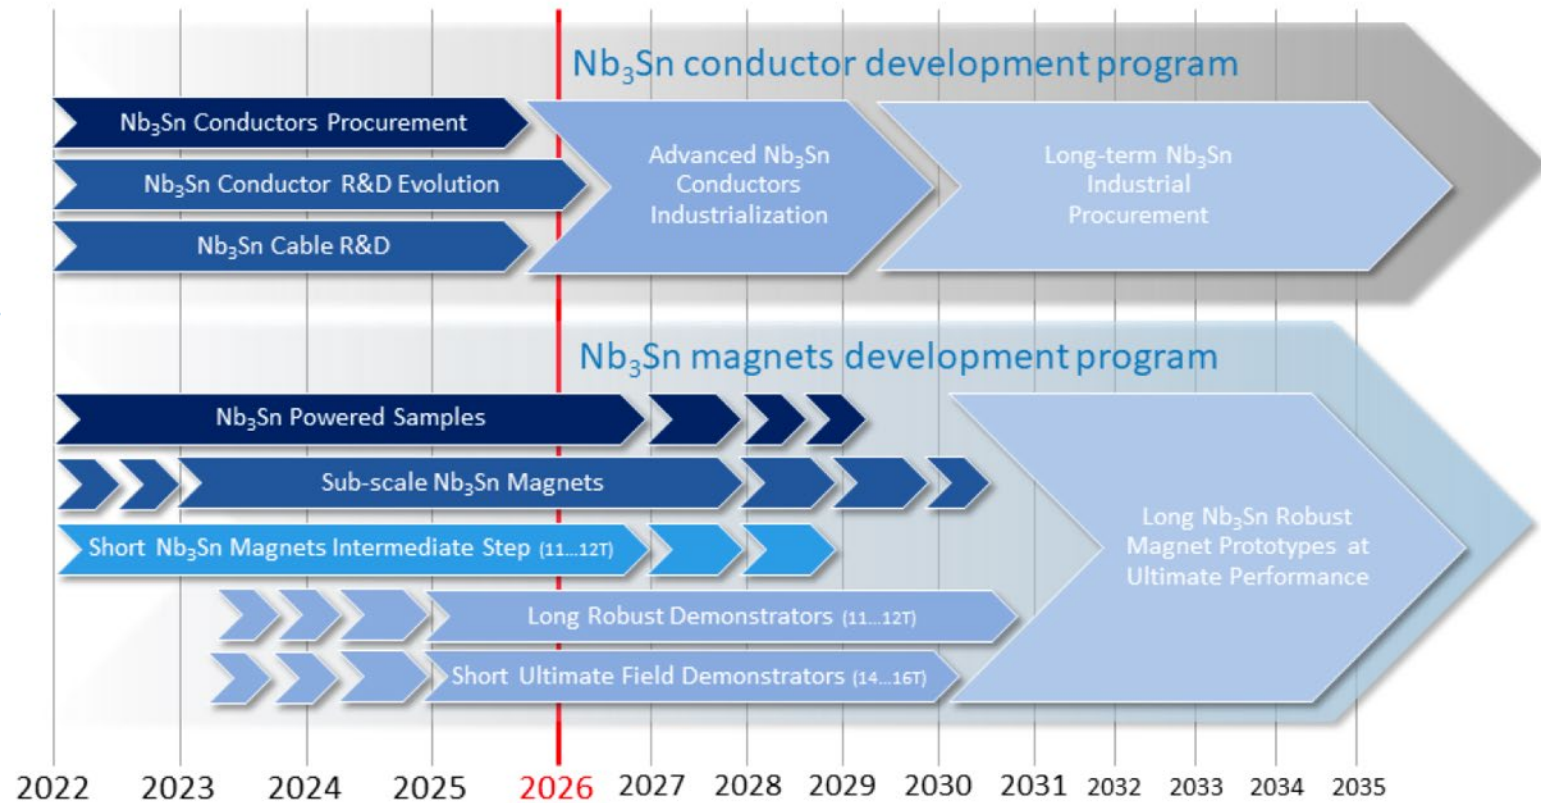 Nb₃Sn conductor development program
Nb₃Sn Conductors Procurement
Nb₃Sn Conductor R&D Evolution
Nb₃Sn Cable R&D
Advanced Nb₃Sn
Conductors
Industrialization
Long-term Nb₃Sn
Industrial
Procurement
Nb₃Sn magnets development program
Nb₃Sn Powered Samples
Sub-scale Nb₃Sn Magnets
Short Nb₃Sn Magnets Intermediate Step (11...12T)
Long Robust Demonstrators (11...12T)
Short Ultimate Field Demonstrators (14...16T)
Long Nb₃Sn Robust
Magnet Prototypes at
Ultimate Performance
2022 2023 2024 2025 2026 2027 2028 2029 2030 2031 2032 2033 2034 2035